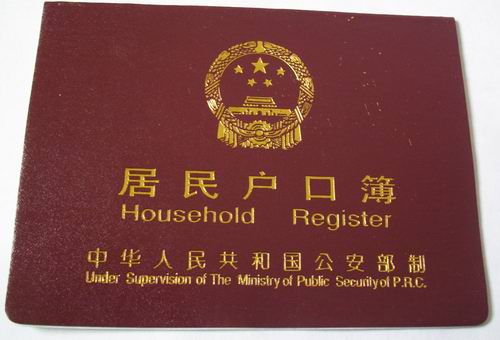 居民户口簿
Household Register
中华人民共和国公安部制
Under Supervision of The Ministry of Public Security of P.R.C.